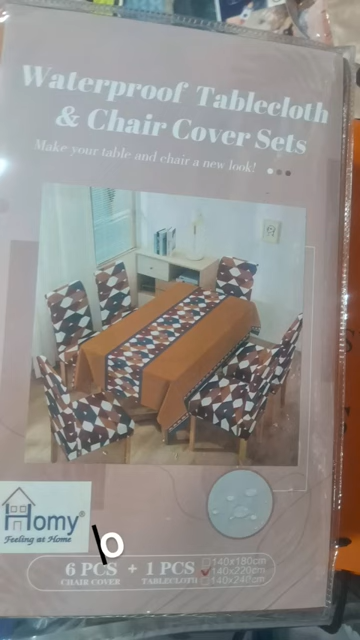 Waterproof Tablecloth
& Chair Cover Sets
Make your table and chair a new look!
Homy®
Feeling at Home
6 PCS + 1 PCS
CHAIR COVER TABLECLOTH
140x180cm
140x220cm
140x240cm